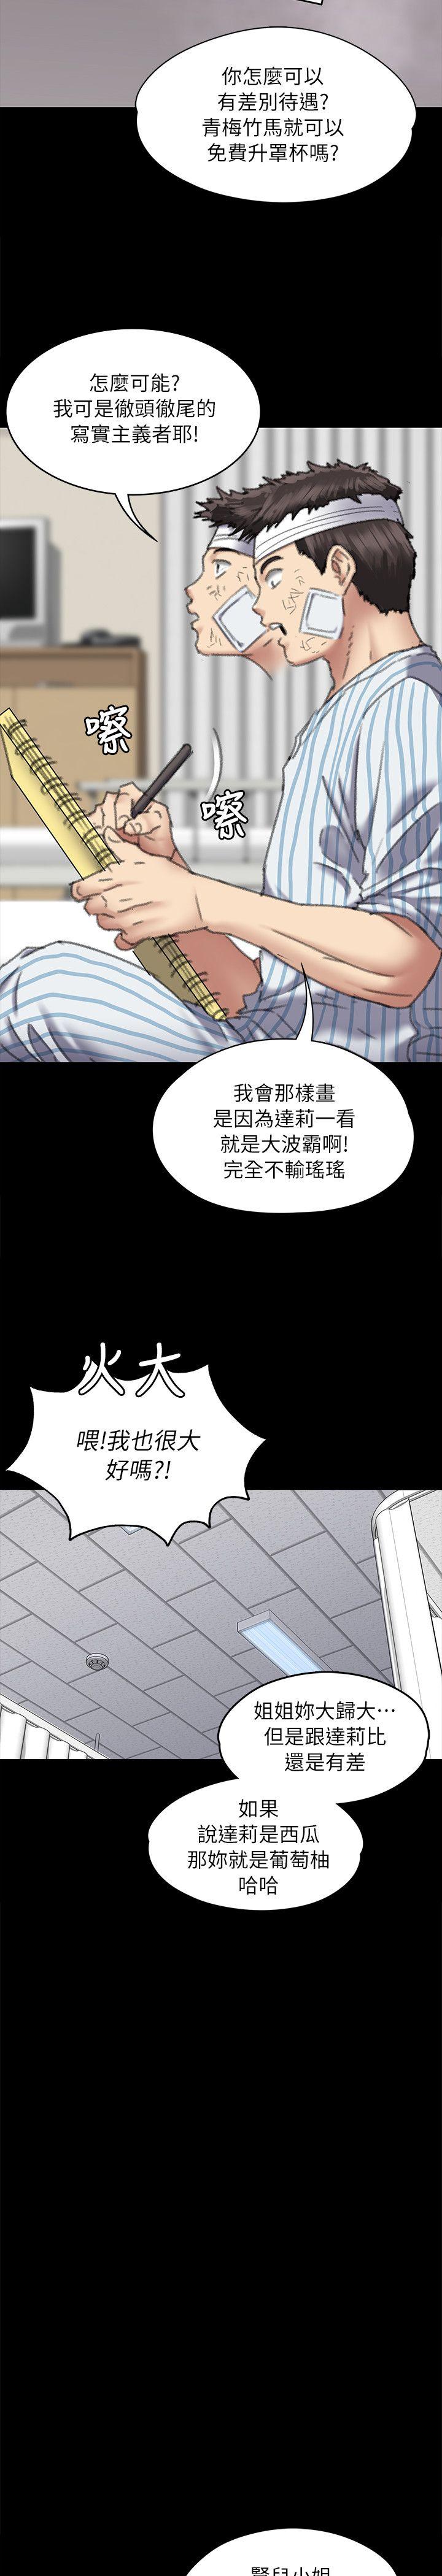 你怎麼可以
有差別待遇?
青梅竹馬就可以
免費升罩杯嗎?
怎麼可能?
我可是徹頭徹尾的
寫實主義者耶!
嚓
嚓
我會那樣畫
是因為達莉一看
就是大波霸啊!
完全不輸瑤瑤
火大
喂!我也很大
好嗎?!
姐姐妳大歸大…
但是跟達莉比
還是有差
如果
說達莉是西瓜
那妳就是葡萄柚
哈哈
賢兒小姐